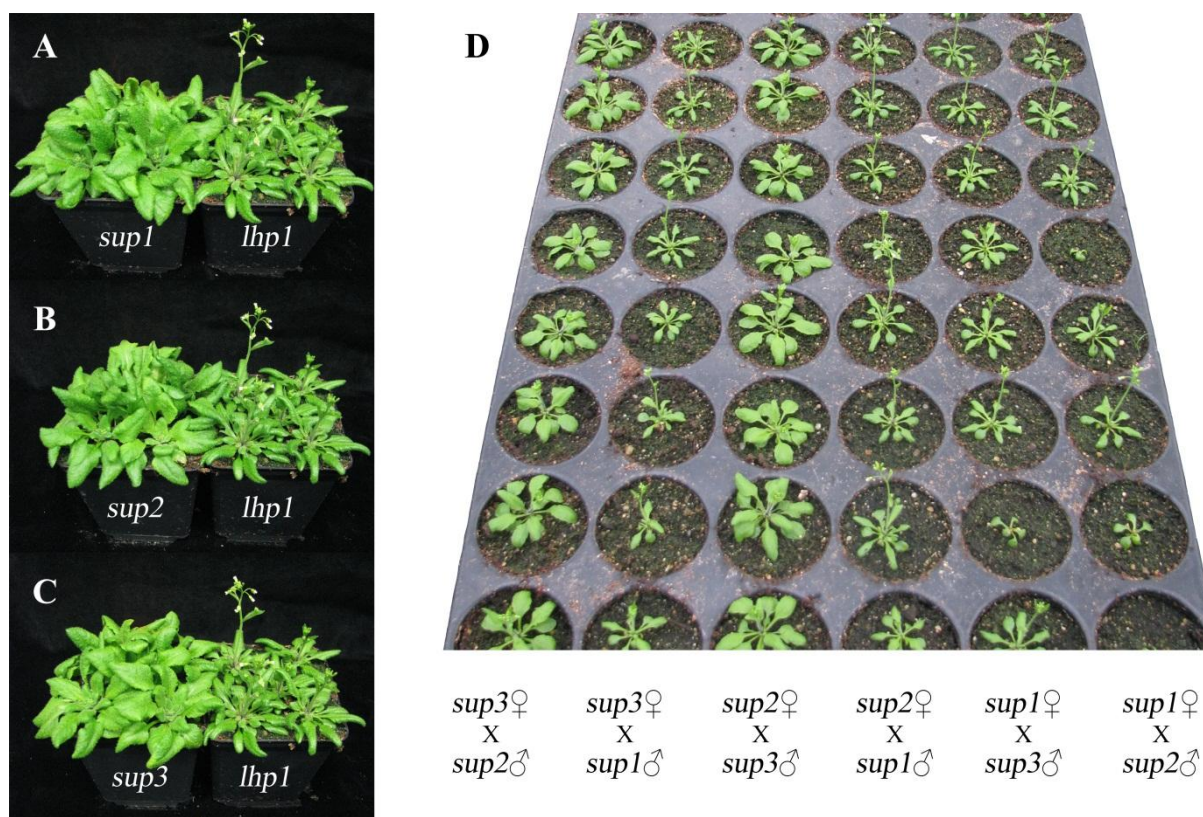 A
sup1 lhp1
B
sup2 lhp1
C
sup3 lhp1
D
sup3♀ sup3♀ sup2♀ sup2♀ sup1♀ sup1♀
X X X X X X
sup2♂ sup1♂ sup3♂ sup1♂ sup3♂ sup2♂